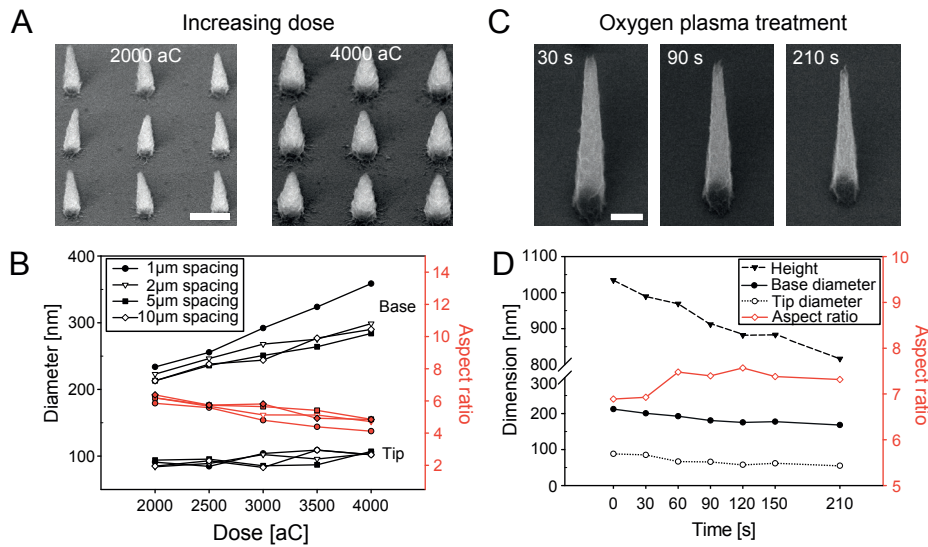 A
Increasing dose
2000 aC
4000 aC
B
Diameter [nm]
400
300
200
100
1µm spacing
2µm spacing
5µm spacing
10µm spacing
Base
Tip
14
12
10
8
6
4
2
Aspect ratio
2000 2500 3000 3500 4000
Dose [aC]
C
Oxygen plasma treatment
30 s
90 s
210 s
D
Dimension [nm]
1100
1000
900
800
300
200
100
0
Height
Base diameter
Tip diameter
Aspect ratio
10
9
8
7
6
5
Aspect ratio
0 30 60 90 120 150 210
Time [s]